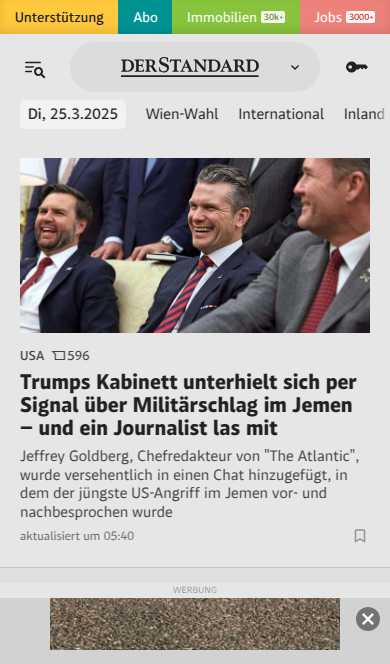 Unterstützung Abo Immobilien 30k+ Jobs 3000+
DERSTANDARD
Di, 25.3.2025 Wien-Wahl International Inland
USA 596
Trumps Kabinett unterhielt sich per
Signal über Militärschlag im Jemen
– und ein Journalist las mit
Jeffrey Goldberg, Chefredakteur von "The Atlantic",
wurde versehentlich in einen Chat hinzugefügt, in
dem der jüngste US-Angriff im Jemen vor- und
nachbesprochen wurde
aktualisiert um 05:40
WERBUNG